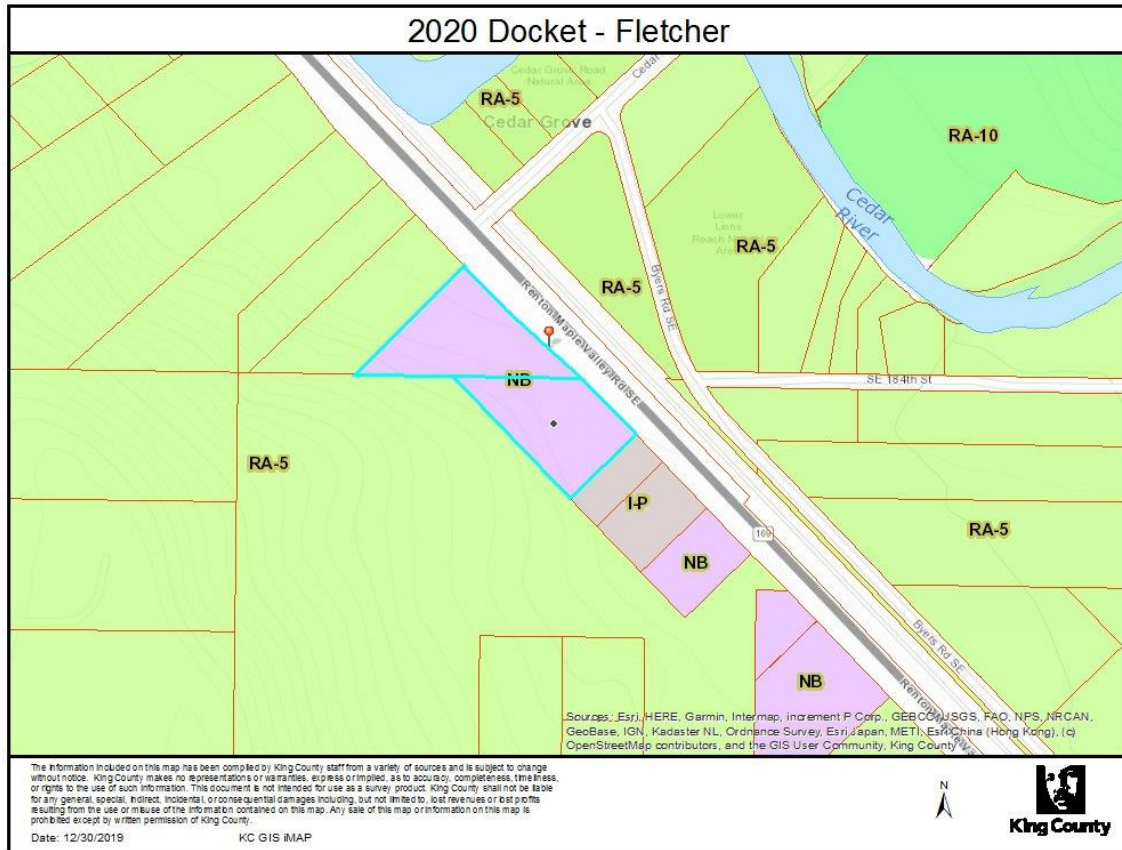 2020 Docket - Fletcher
Cedar Grove Road
Natural Area
Cedar
RA-5
Cedar Grove
RA-10
Cedar
River
Lower
Lions
Reach
Area
RA-5
Byers Rd SE
RA-5
Renton Maple Valley Rd SE
NB
SE 184th St
RA-5
I-P
RA-5
169
NB
Byers Rd SE
NB
Sources: Esri, HERE, Garmin, Intermap, increment P Corp., GEBCO, USGS, FAO, NPS, NRCAN,
GeoBase, IGN, Kadaster NL, Ordnance Survey, Esri Japan, METI, Esri China (Hong Kong), (c)
OpenStreetMap contributors, and the GIS User Community, King County
The information included on this map has been compiled by King County staff from a variety of sources and is subject to change
without notice. King County makes no representations or warranties, express or implied, as to accuracy, completeness, timeliness,
or rights to the use of such information. This document is not intended for use as a survey product. King County shall not be liable
for any general, special, indirect, incidental, or consequential damages including, but not limited to, lost revenues or lost profits
resulting from the use or misuse of the information contained on this map. Any sale of this map or information on this map is
prohibited except by written permission of King County.
Date: 12/30/2019
KC GIS iMAP
N
King County